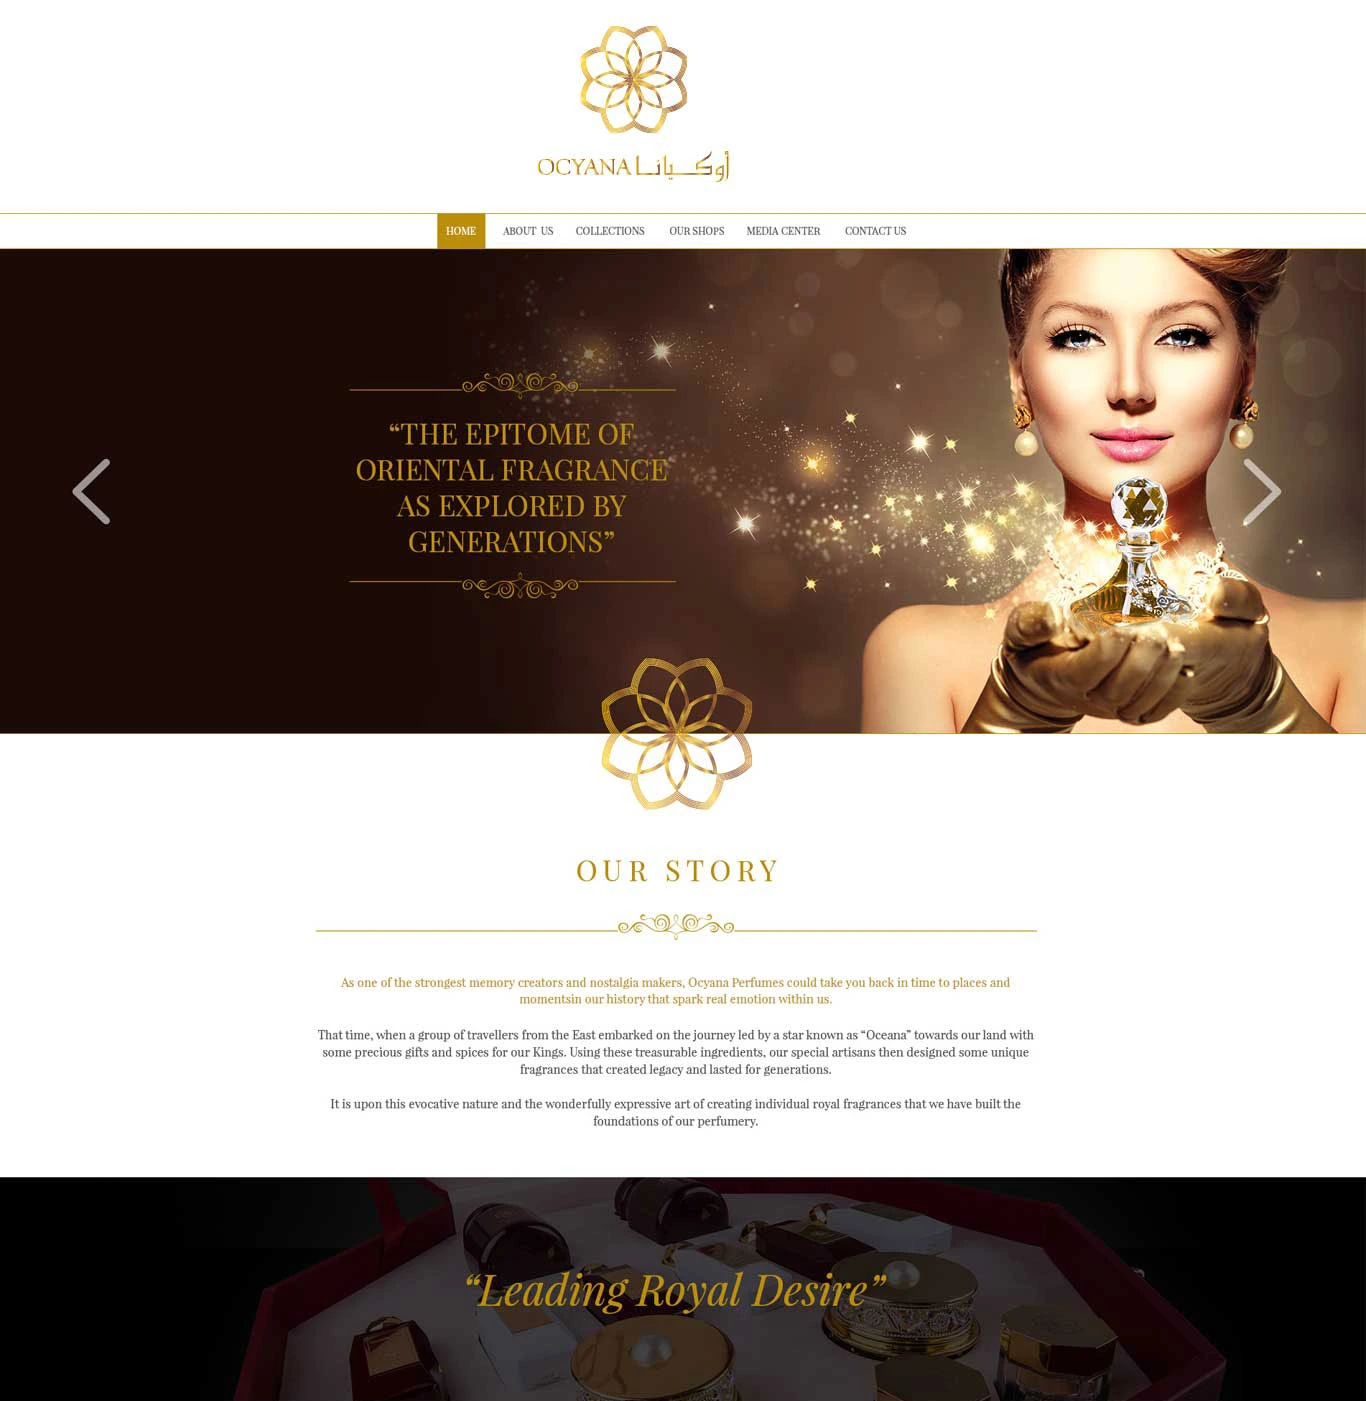 OCYANA أوكيانا
HOME ABOUT US COLLECTIONS OUR SHOPS MEDIA CENTER CONTACT US
“THE EPITOME OF
ORIENTAL FRAGRANCE
AS EXPLORED BY
GENERATIONS”
OUR STORY
As one of the strongest memory creators and nostalgia makers, Ocyana Perfumes could take you back in time to places and
momentsin our history that spark real emotion within us.
That time, when a group of travellers from the East embarked on the journey led by a star known as “Oceana” towards our land with
some precious gifts and spices for our Kings. Using these treasurable ingredients, our special artisans then designed some unique
fragrances that created legacy and lasted for generations.
It is upon this evocative nature and the wonderfully expressive art of creating individual royal fragrances that we have built the
foundations of our perfumery.
“Leading Royal Desire”